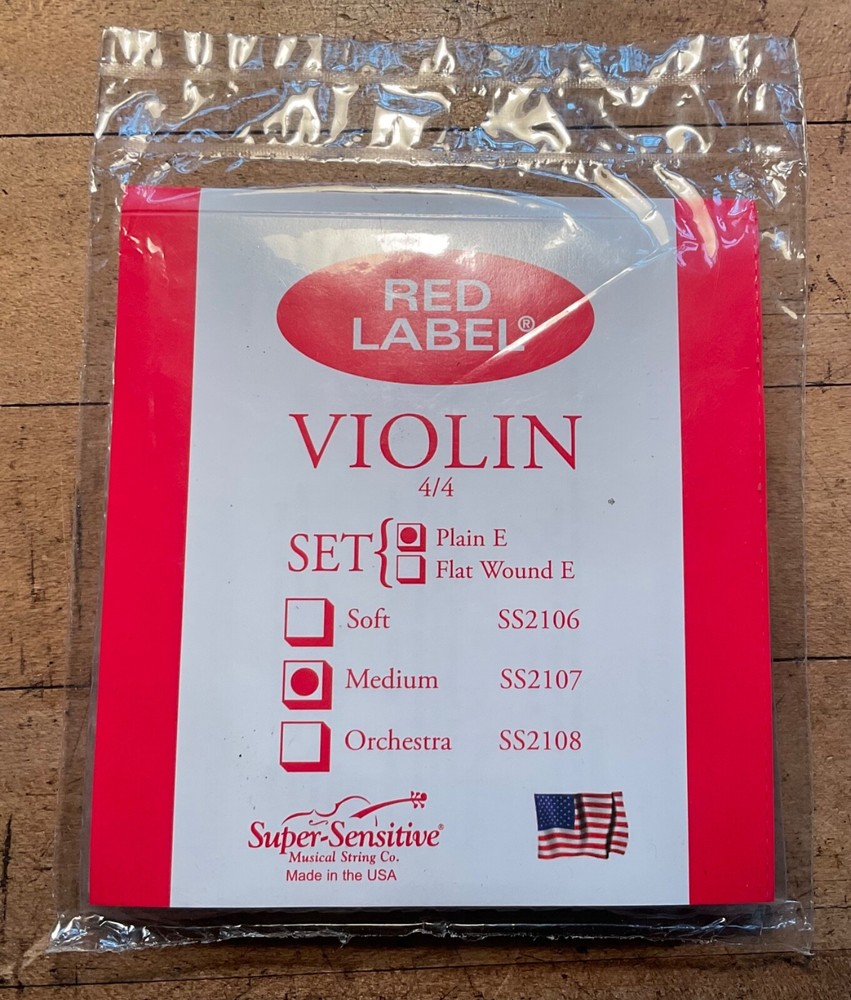 RED
LABEL®
VIOLIN
4/4
SET { Plain E
Flat Wound E
Soft SS2106
Medium SS2107
Orchestra SS2108
Super-Sensitive®
Musical String Co.
Made in the USA